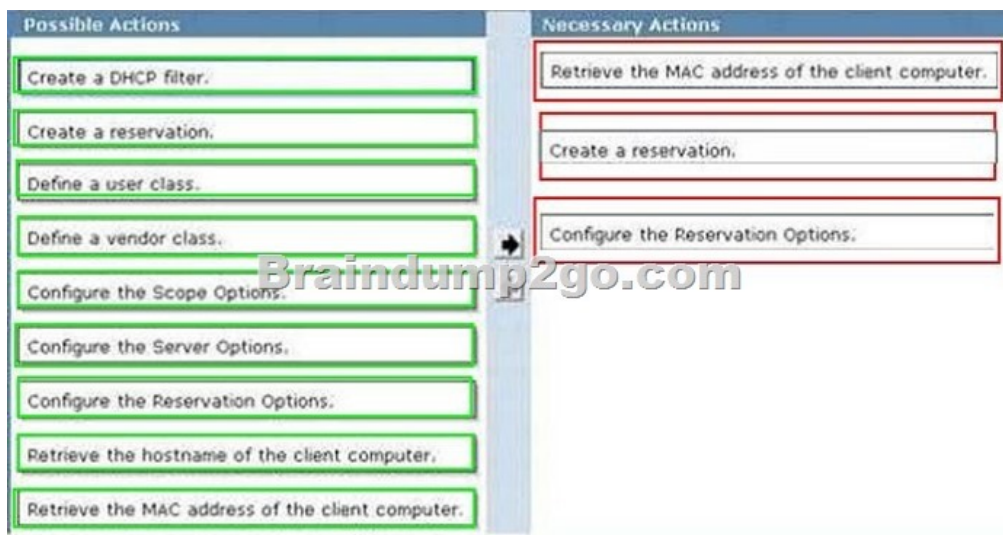 Possible Actions
Create a DHCP filter.
Create a reservation.
Define a user class.
Define a vendor class.
Configure the Scope Options.
Configure the Server Options.
Configure the Reservation Options.
Retrieve the hostname of the client computer.
Retrieve the MAC address of the client computer.
Necessary Actions
Retrieve the MAC address of the client computer.
Create a reservation.
Configure the Reservation Options.
Braindump2go.com